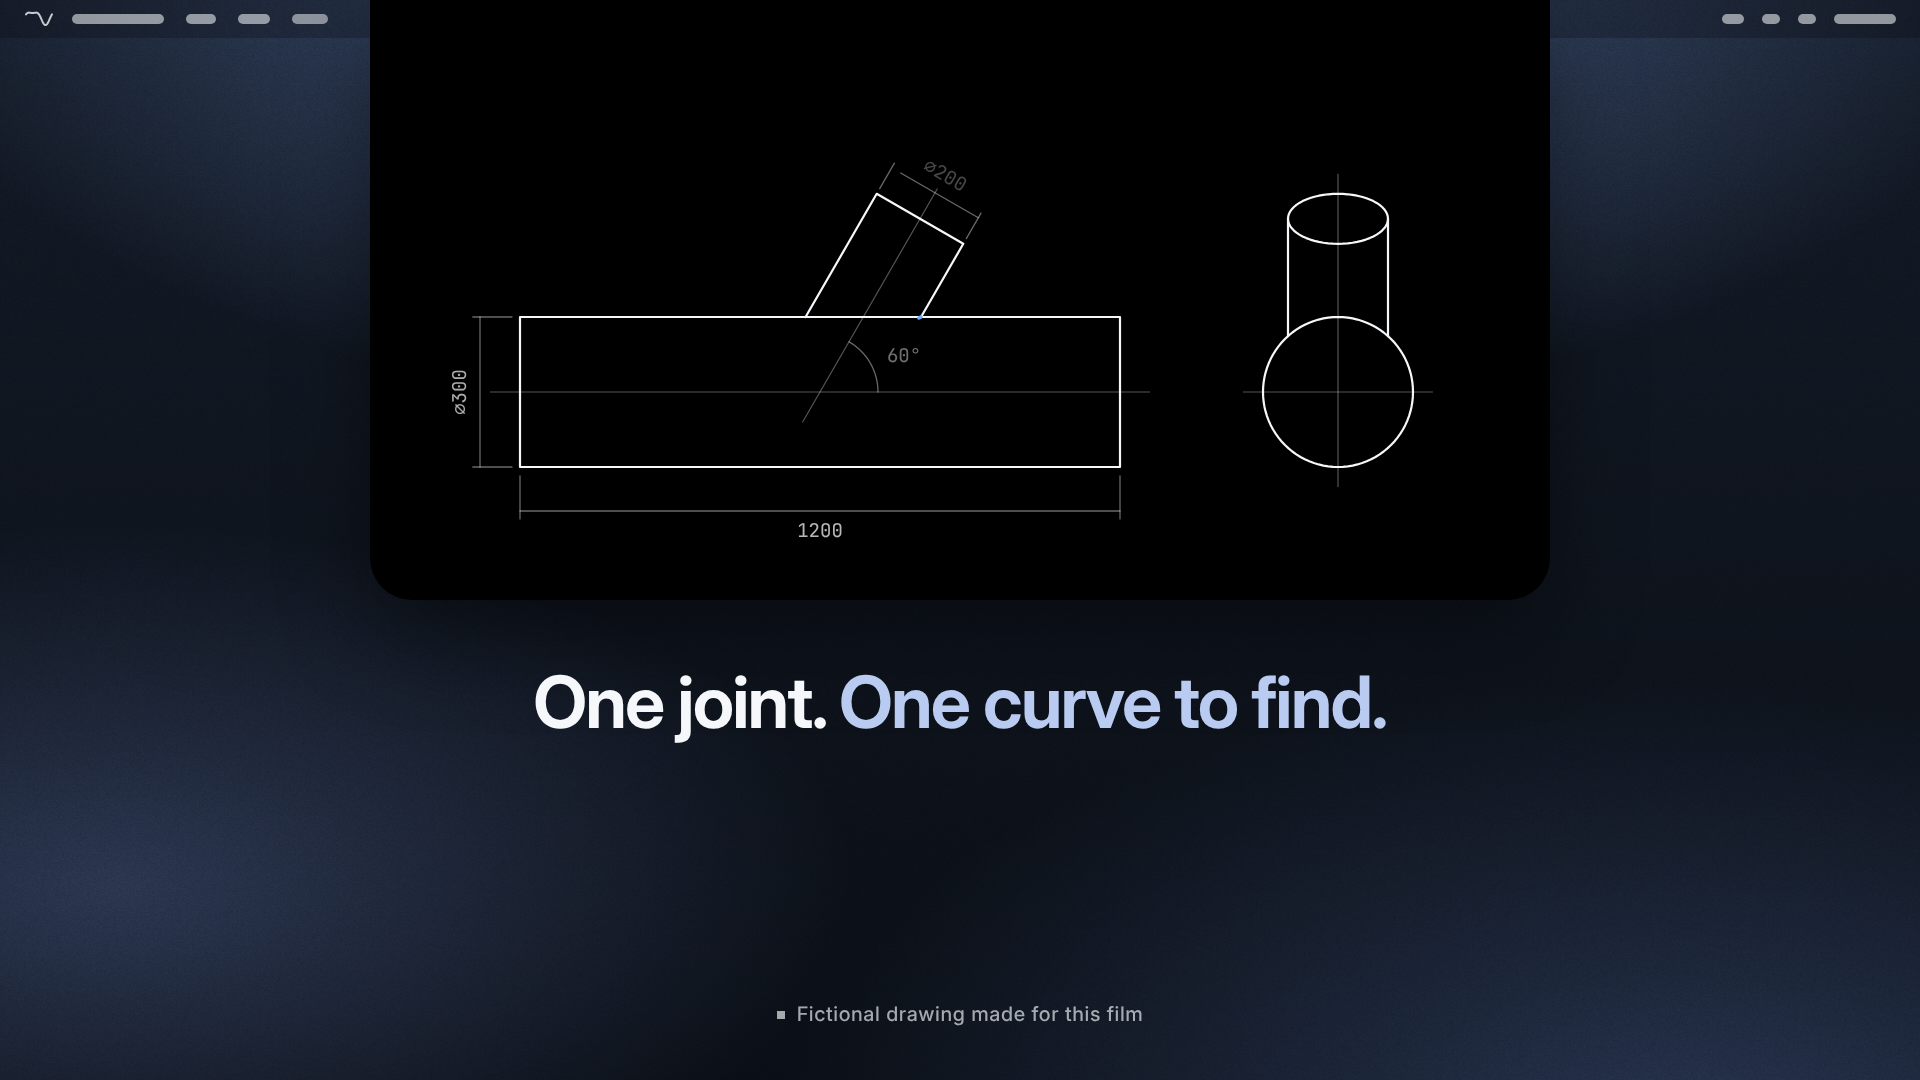 ⌀200
60°
⌀300
1200
One joint. One curve to find.
Fictional drawing made for this film